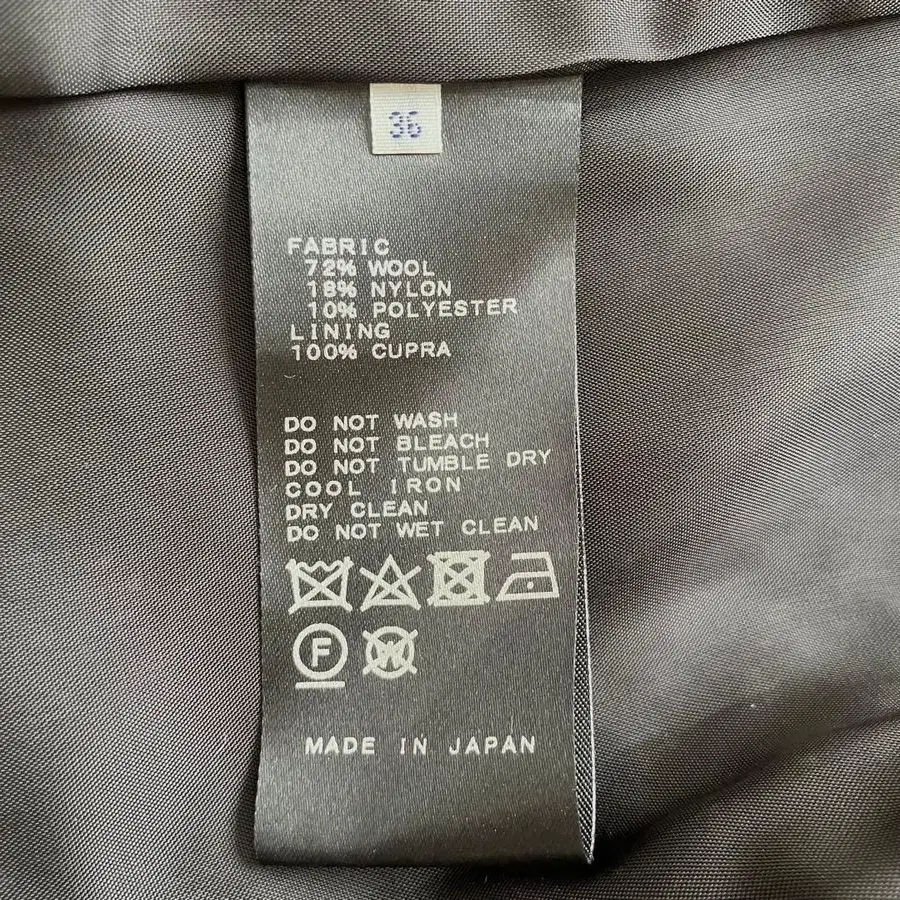 36
FABRIC
72% WOOL
18% NYLON
10% POLYESTER
LINING
100% CUPRA
DO NOT WASH
DO NOT BLEACH
DO NOT TUMBLE DRY
COOL IRON
DRY CLEAN
DO NOT WET CLEAN
F W
MADE IN JAPAN